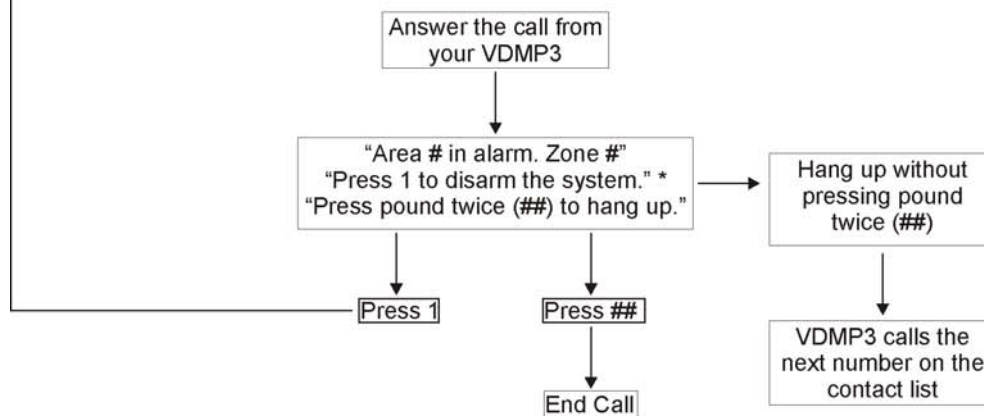 Answer the call from
your VDMP3
“Area # in alarm. Zone #”
“Press 1 to disarm the system.” *
“Press pound twice (##) to hang up.”
Hang up without
pressing pound
twice (##)
Press 1
Press ##
VDMP3 calls the
next number on the
contact list
End Call